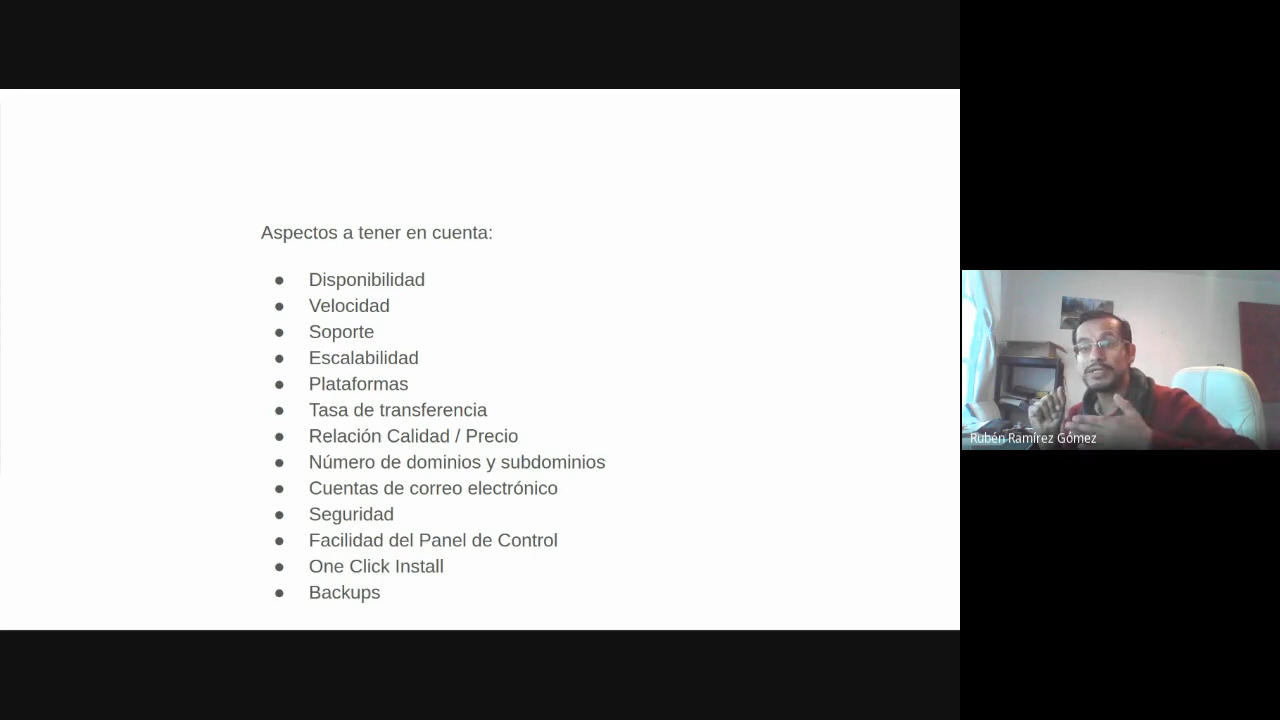 Aspectos a tener en cuenta:
● Disponibilidad
● Velocidad
● Soporte
● Escalabilidad
● Plataformas
● Tasa de transferencia
● Relación Calidad / Precio
● Número de dominios y subdominios
● Cuentas de correo electrónico
● Seguridad
● Facilidad del Panel de Control
● One Click Install
● Backups
Rubén Ramírez Gómez